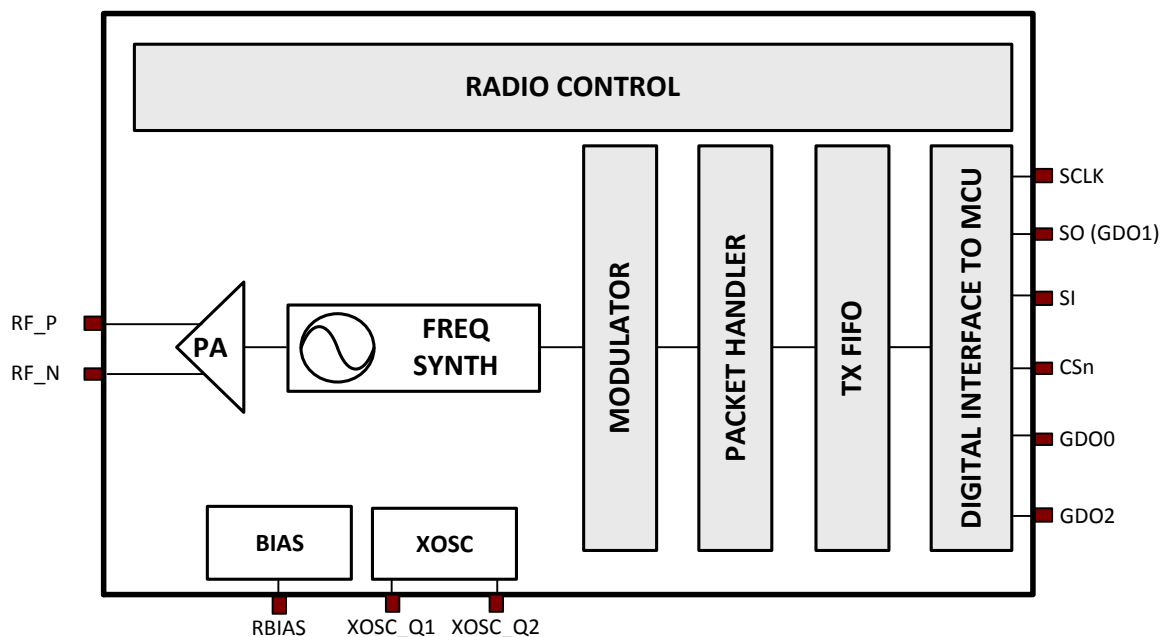 RADIO CONTROL
RF_P
RF_N
PA
FREQ
SYNTH
MODULATOR
PACKET HANDLER
TX FIFO
DIGITAL INTERFACE TO MCU
SCLK
SO (GDO1)
SI
CSn
GDO0
GDO2
BIAS
XOSC
RBIAS
XOSC_Q1
XOSC_Q2